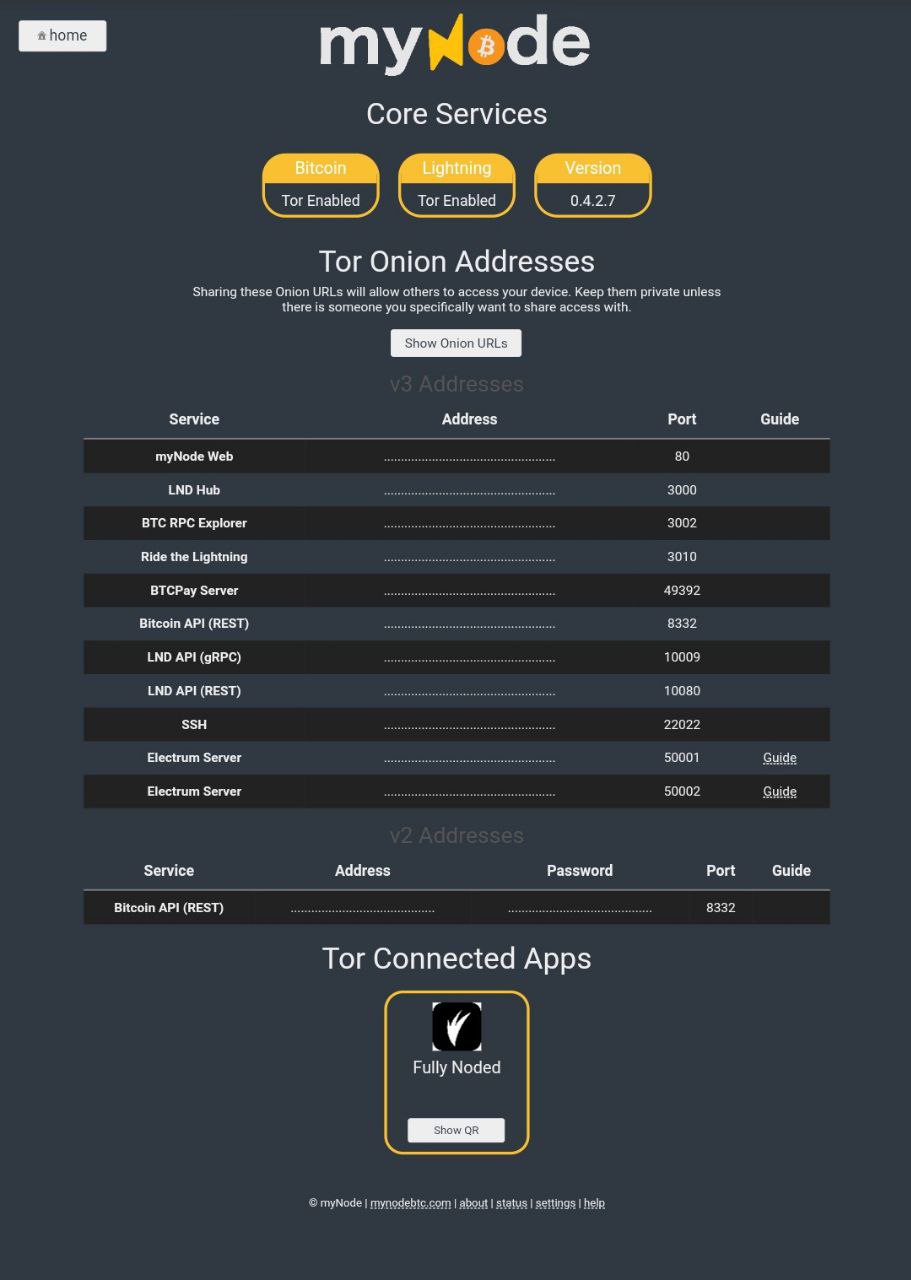 home
myNode
Core Services
Bitcoin Lightning Version
Tor Enabled Tor Enabled 0.4.2.7
Tor Onion Addresses
Sharing these Onion URLs will allow others to access your device. Keep them private unless
there is someone you specifically want to share access with.
Show Onion URLs
v3 Addresses
Service Address Port Guide
myNode Web .................................................. 80
LND Hub .................................................. 3000
BTC RPC Explorer .................................................. 3002
Ride the Lightning .................................................. 3010
BTCPay Server .................................................. 49392
Bitcoin API (REST) .................................................. 8332
LND API (gRPC) .................................................. 10009
LND API (REST) .................................................. 10080
SSH .................................................. 22022
Electrum Server .................................................. 50001 Guide
Electrum Server .................................................. 50002 Guide
v2 Addresses
Service Address Password Port Guide
Bitcoin API (REST) .......................................... .......................................... 8332
Tor Connected Apps
Fully Noded
Show QR
© myNode | mynodebtc.com | about | status | settings | help